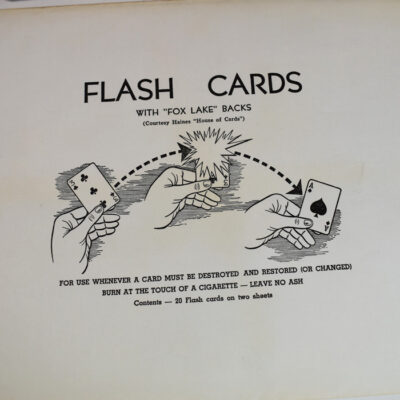 FLASH CARDS
WITH "FOX LAKE" BACKS
(Courtesy Haines "House of Cards")
FOR USE WHENEVER A CARD MUST BE DESTROYED AND RESTORED (OR CHANGED)
BURN AT THE TOUCH OF A CIGARETTE — LEAVE NO ASH
Contents — 20 Flash cards on two sheets